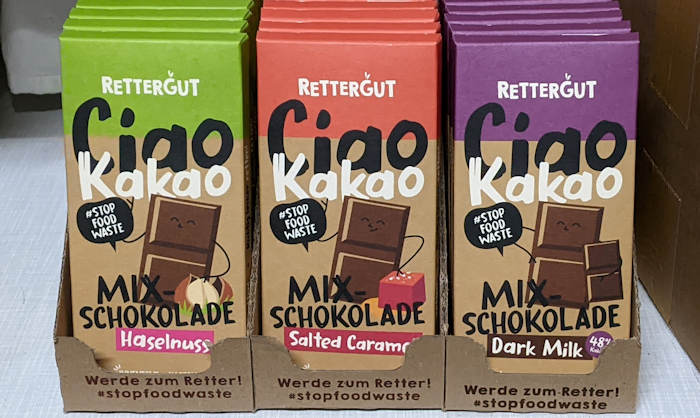 RETTERGUT
Ciao
Kakao
#STOP
FOOD
WASTE
MIX-
SCHOKOLADE
Haselnuss
Werde zum Retter!
#stopfoodwaste
RETTERGUT
Ciao
Kakao
#STOP
FOOD
WASTE
MIX-
SCHOKOLADE
Salted Caramel
Werde zum Retter!
#stopfoodwaste
RETTERGUT
Ciao
Kakao
#STOP
FOOD
WASTE
MIX-
SCHOKOLADE
Dark Milk
48%
Werde zum Retter!
#stopfoodwaste